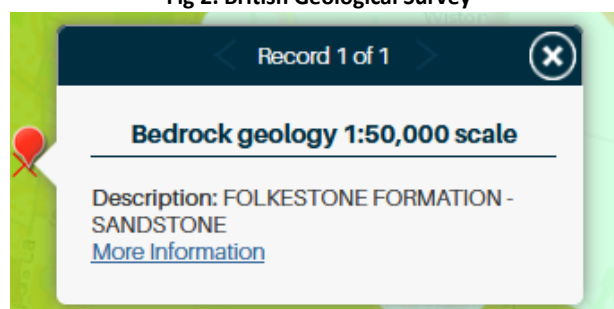 Fig 2. British Geological Survey
Wiston
Record 1 of 1
Bedrock geology 1:50,000 scale
Description: FOLKESTONE FORMATION -
SANDSTONE
More Information